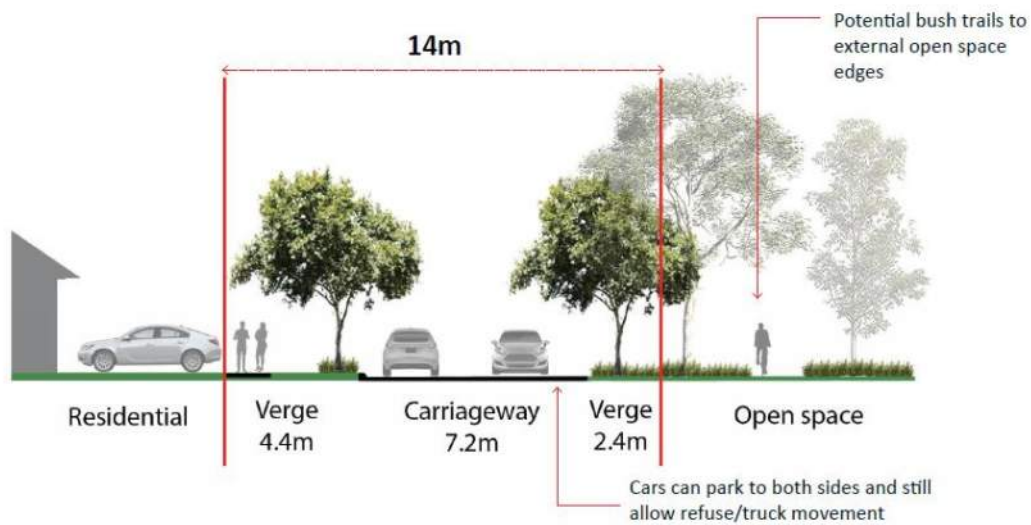 Potential bush trails to
external open space
edges
14m
Residential
Verge
4.4m
Carriageway
7.2m
Verge
2.4m
Open space
Cars can park to both sides and still
allow refuse/truck movement